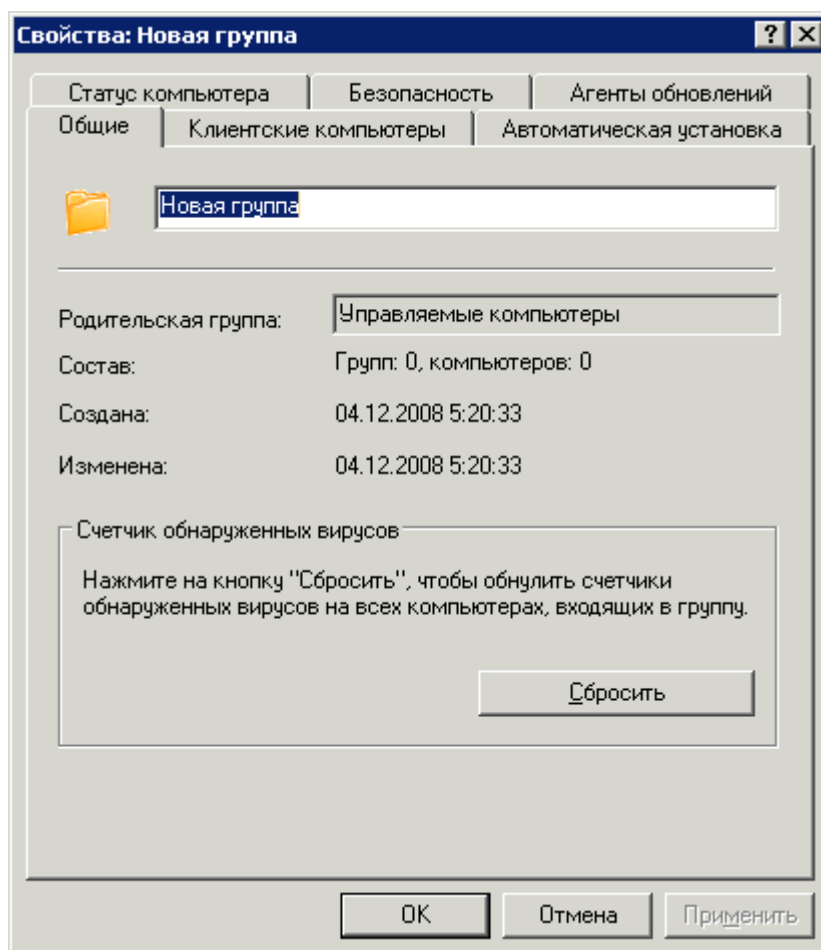 Свойства: Новая группа
Статус компьютера Безопасность Агенты обновлений
Общие Клиентские компьютеры Автоматическая установка
Новая группа
Родительская группа: Управляемые компьютеры
Состав: Групп: 0, компьютеров: 0
Создана: 04.12.2008 5:20:33
Изменена: 04.12.2008 5:20:33
Счетчик обнаруженных вирусов
Нажмите на кнопку "Сбросить", чтобы обнулить счетчики
обнаруженных вирусов на всех компьютерах, входящих в группу.
Сбросить
OK Отмена Применить